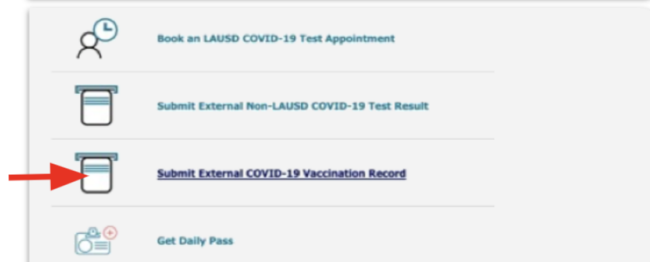 Book an LAUSD COVID-19 Test Appointment
Submit External Non-LAUSD COVID-19 Test Result
Submit External COVID-19 Vaccination Record
Get Daily Pass